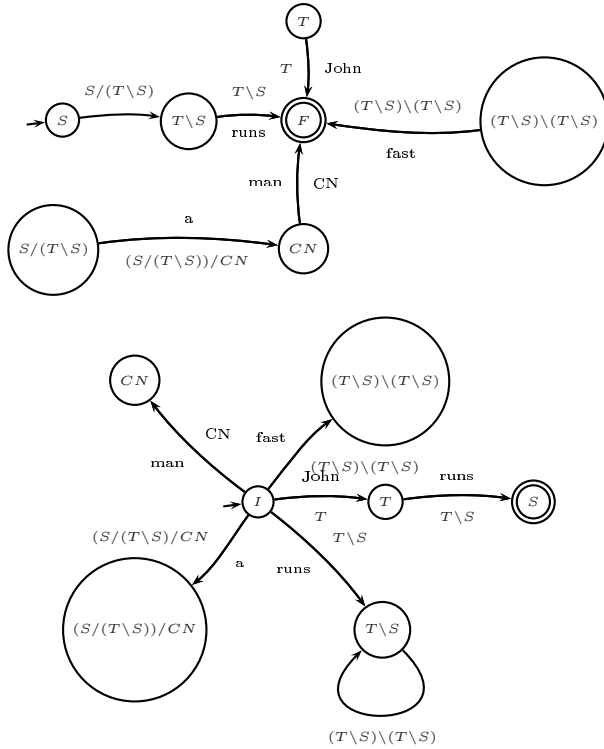 T
T
John
S/(T\S)
T\S
(T\S)\(T\S)
S
T\S
F
(T\S)\(T\S)
runs
fast
man
CN
a
S/(T\S)
CN
(S/(T\S))/CN
CN
(T\S)\(T\S)
CN
fast
man
(T\S)\(T\S)
John
runs
I
T
S
T
T\S
(S/(T\S)/CN
T\S
a
runs
(S/(T\S))/CN
T\S
(T\S)\(T\S)